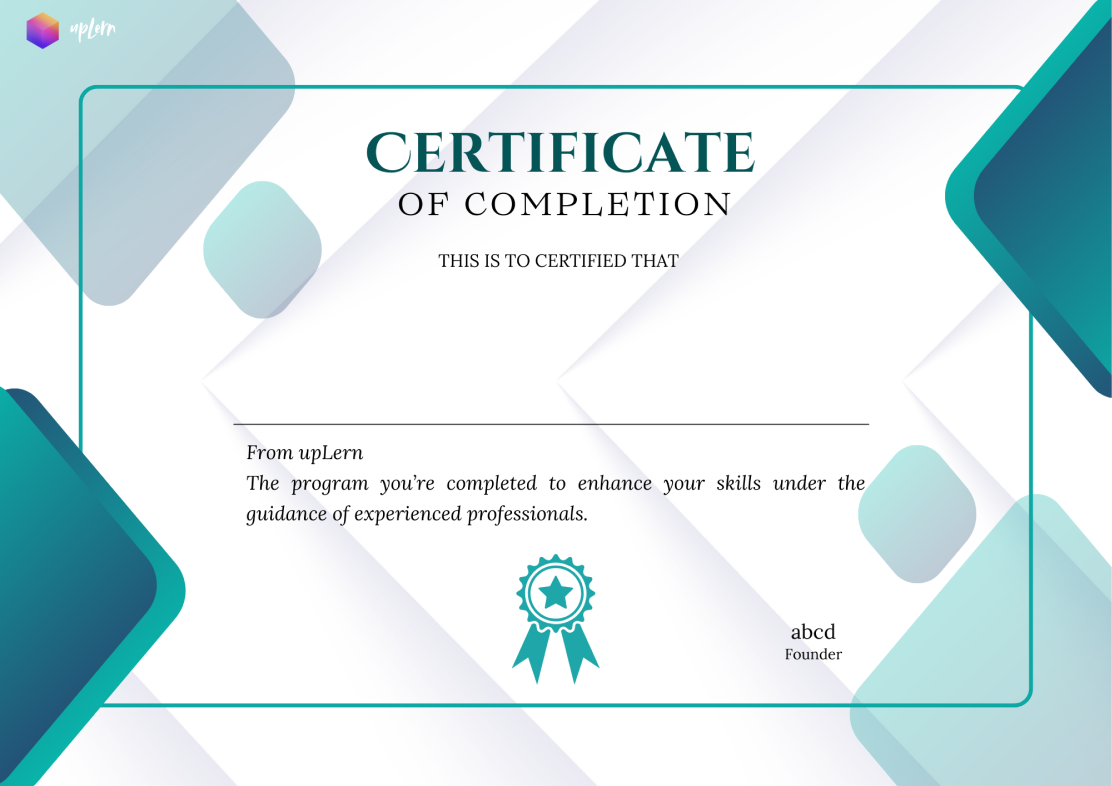 upLern
CERTIFICATE
OF COMPLETION
THIS IS TO CERTIFIED THAT
From upLern
The program you're completed to enhance your skills under the
guidance of experienced professionals.
abcd
Founder